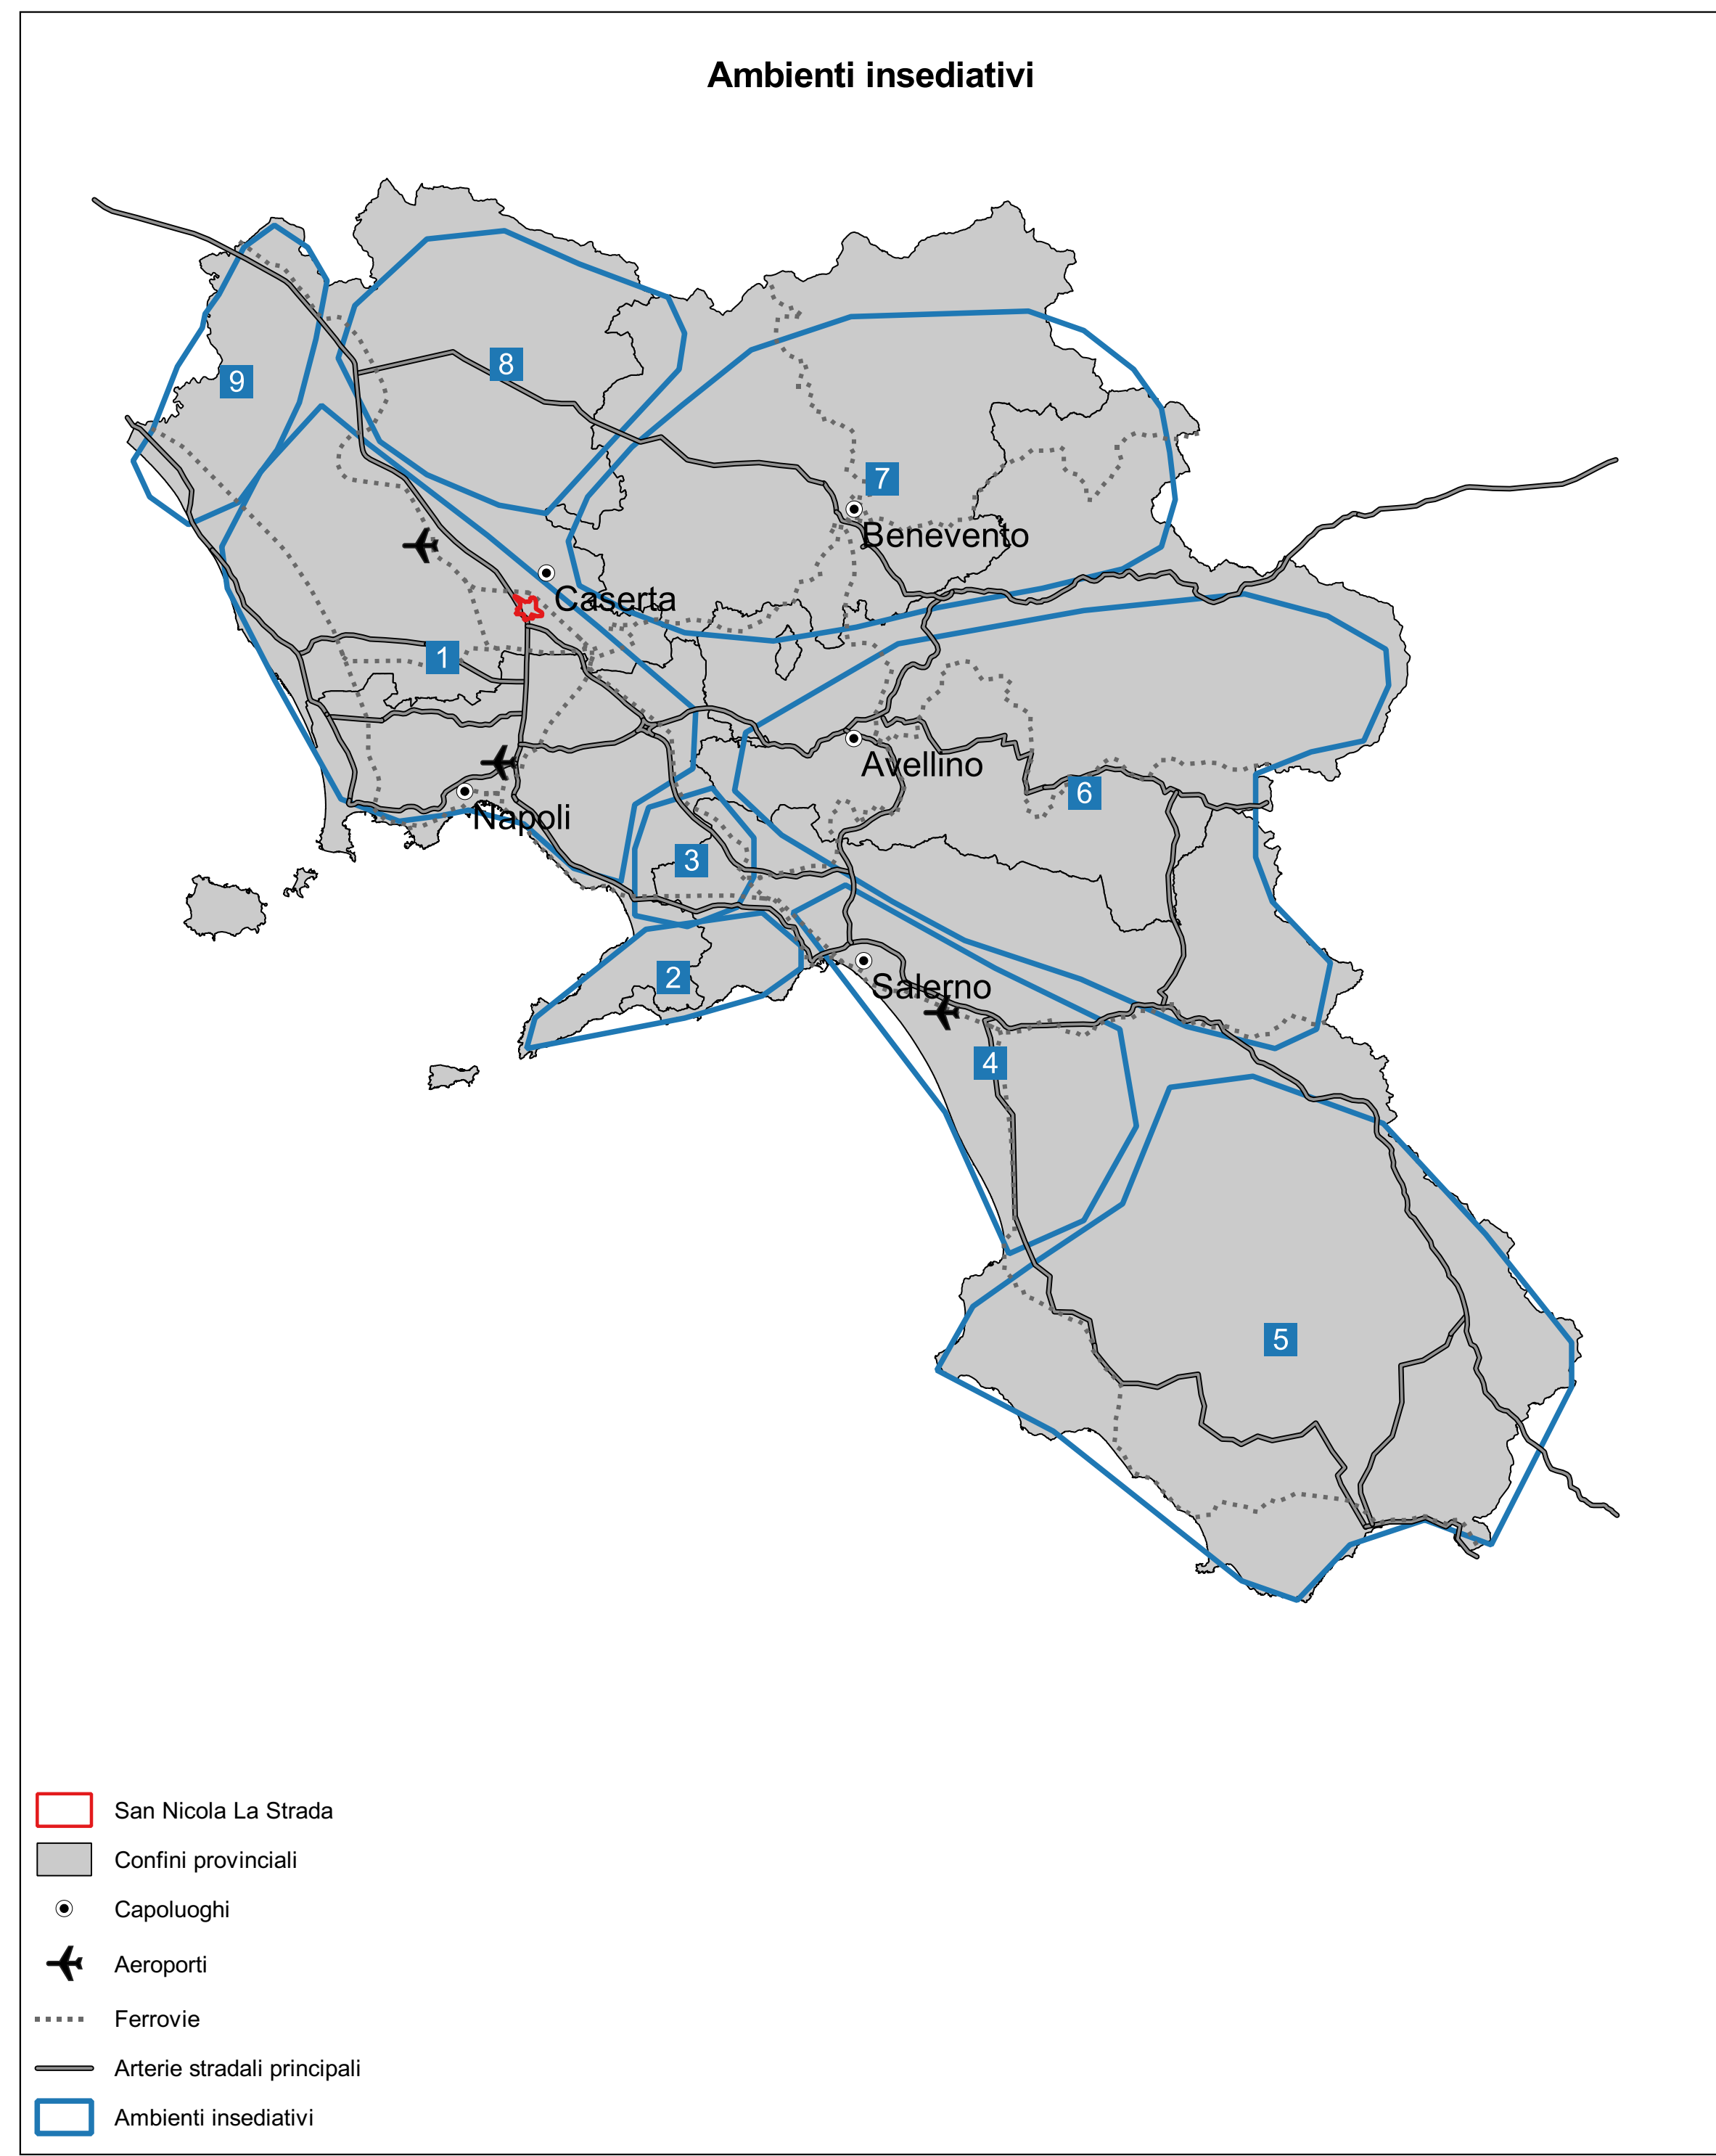 Ambienti insediativi
8
9
7
Benevento
Caserta
1
Avellino
6
Napoli
3
2
Salerno
4
5
San Nicola La Strada
Confini provinciali
Capoluoghi
Aeroporti
Ferrovie
Arterie stradali principali
Ambienti insediativi